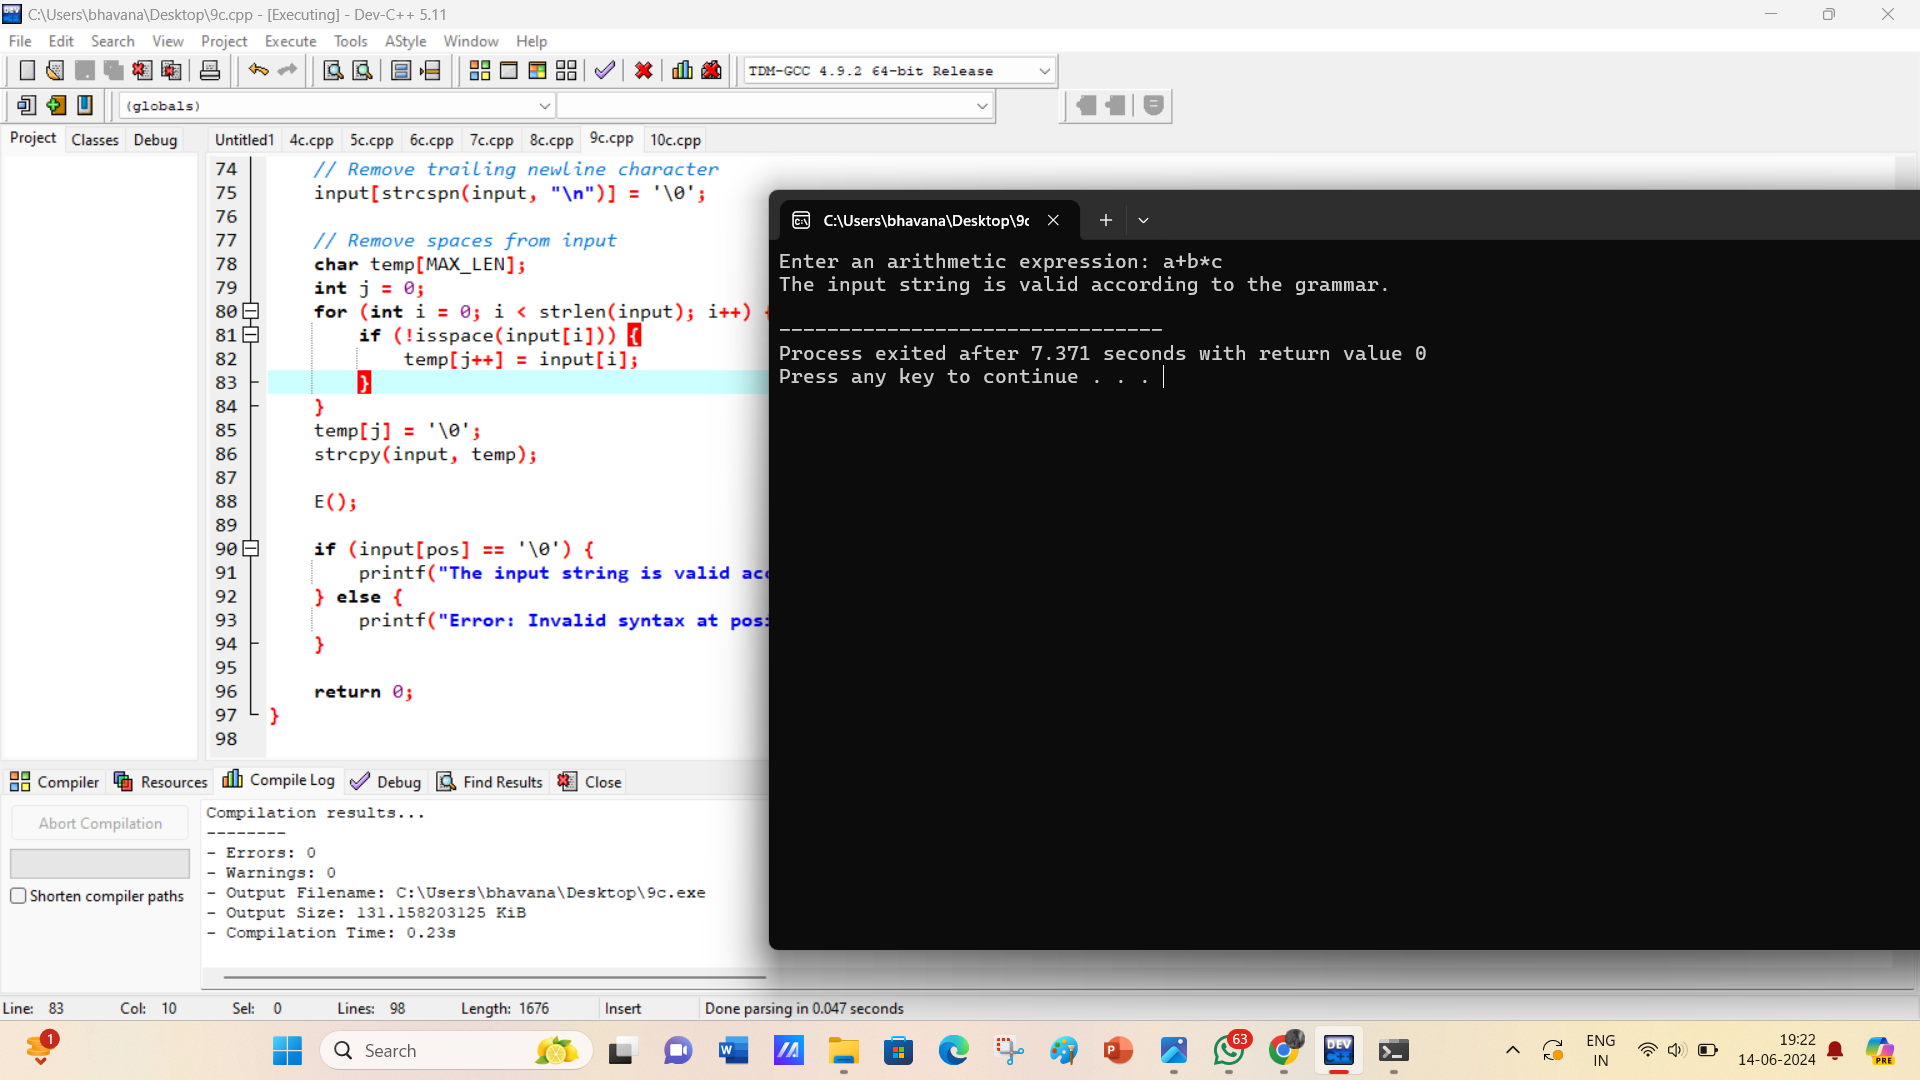 C:\Users\bhavana\Desktop\9c.cpp - [Executing] - Dev-C++ 5.11
File Edit Search View Project Execute Tools AStyle Window Help
TDM-GCC 4.9.2 64-bit Release
(globals)
Project Classes Debug
Untitled1 4c.cpp 5c.cpp 6c.cpp 7c.cpp 8c.cpp 9c.cpp 10c.cpp
74 // Remove trailing newline character
75 input[strcspn(input, "\n")] = '\0';
76
77 // Remove spaces from input
78 char temp[MAX_LEN];
79 int j = 0;
80 for (int i = 0; i < strlen(input); i++) {
81 if (!isspace(input[i])) {
82 temp[j++] = input[i];
83 }
84 }
85 temp[j] = '\0';
86 strcpy(input, temp);
87
88 E();
89
90 if (input[pos] == '\0') {
91 printf("The input string is valid acc
92 } else {
93 printf("Error: Invalid syntax at posi
94 }
95
96 return 0;
97 }
98
C:\Users\bhavana\Desktop\9c
Enter an arithmetic expression: a+b*c
The input string is valid according to the grammar.
--------------------------------
Process exited after 7.371 seconds with return value 0
Press any key to continue . . .
Compiler Resources Compile Log Debug Find Results Close
Abort Compilation
Shorten compiler paths
Compilation results...
--------
- Errors: 0
- Warnings: 0
- Output Filename: C:\Users\bhavana\Desktop\9c.exe
- Output Size: 131.158203125 KiB
- Compilation Time: 0.23s
Line: 83 Col: 10 Sel: 0 Lines: 98 Length: 1676 Insert Done parsing in 0.047 seconds
1
Search
63
DEV
PRE
ENG
IN
19:22
14-06-2024